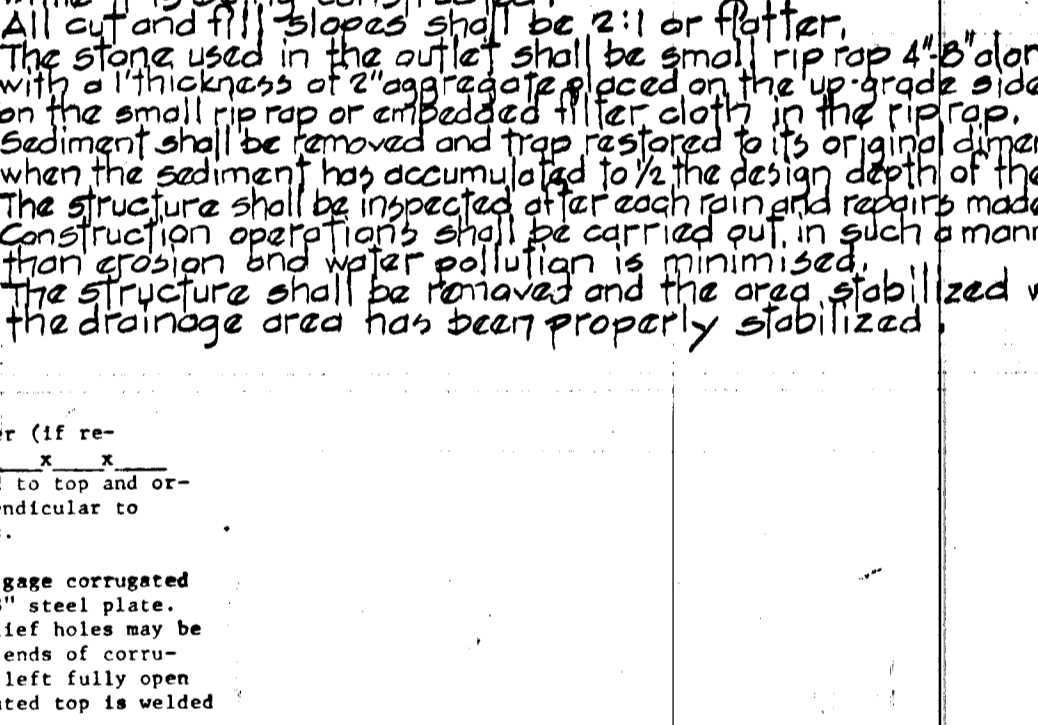 All cut and fill slopes shall be 2:1 or flatter.
The stone used in the outlet shall be small rip rap 4"-8" alon
with a 1' thickness of 2" aggregate placed on the up-grade side
on the small rip rap or embedded filter cloth in the riprap.
Sediment shall be removed and trap restored to its original dimen
when the sediment has accumulated to 1/2 the design depth of the
The structure shall be inspected after each rain and repairs made
Construction operations shall be carried out in such a mann
than erosion and water pollution is minimised.
The structure shall be removed and the area stabilized w
the drainage area has been properly stabilized.
r (if re-
____x____x____
to top and or-
ndicular to
.
gage corrugated
" steel plate.
lief holes may be
ends of corru-
left fully open
ted top is welded